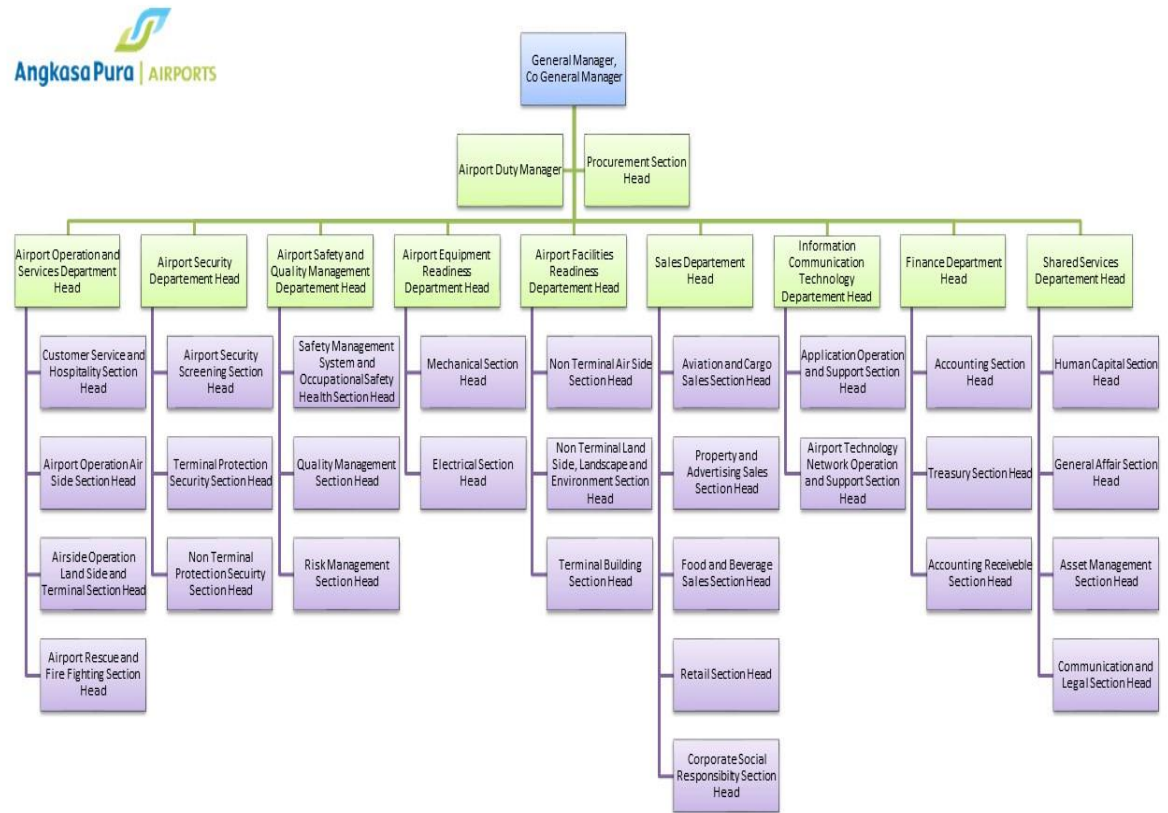 Angkasa Pura | AIRPORTS
General Manager,
Co General Manager
Airport Duty Manager
Procurement Section
Head
Airport Operation and
Services Department
Head
Airport Security
Departement Head
Airport Safety and
Quality Management
Departement Head
Airport Equipment
Readiness
Department Head
Airport Facilities
Readiness
Departement Head
Sales Departement
Head
Information
Communication
Technology
Departement Head
Finance Department
Head
Shared Services
Departement Head
Customer Service and
Hospitality Section
Head
Airport Operation Air
Side Section Head
Airside Operation
Land Side and
Terminal Section Head
Airport Rescue and
Fire Fighting Section
Head
Airport Security
Screening Section
Head
Terminal Protection
Security Section Head
Non Terminal
Protection Secuirty
Section Head
Safety Management
System and
Occupational Safety
Health Section Head
Quality Management
Section Head
Risk Management
Section Head
Mechanical Section
Head
Electrical Section
Head
Non Terminal Air Side
Section Head
Non Terminal Land
Side, Landscape and
Environment Section
Head
Terminal Building
Section Head
Aviation and Cargo
Sales Section Head
Property and
Advertising Sales
Section Head
Food and Beverage
Sales Section Head
Retail Section Head
Corporate Social
Responsibilty Section
Head
Application Operation
and Support Section
Head
Airport Technology
Network Operation
and Support Section
Head
Accounting Section
Head
Treasury Section Head
Accounting Receiveble
Section Head
Human Capital Section
Head
General Affair Section
Head
Asset Management
Section Head
Communication and
Legal Section Head